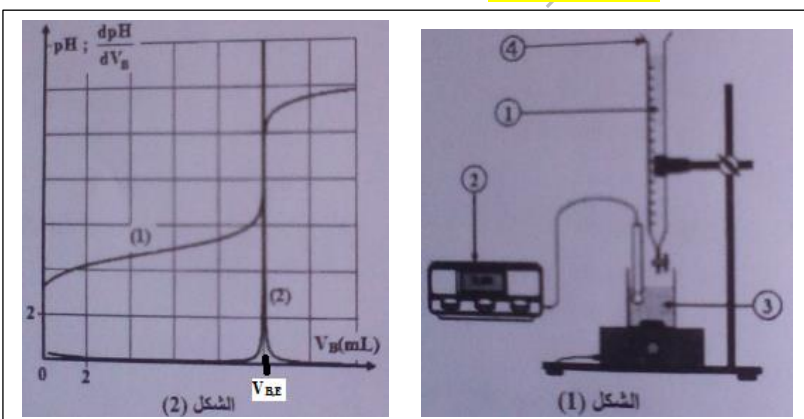 pH ; dpH/dV_B
(1)
(2)
2
V_B(mL)
0
2
V_B,E
الشكل (2)
④
①
②
③
الشكل (1)